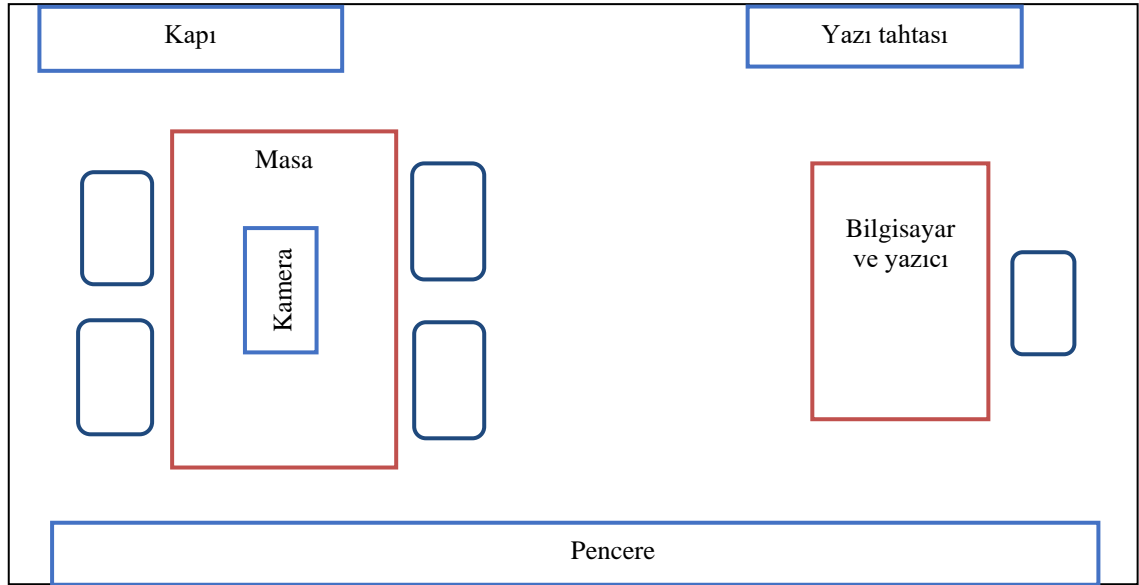 Kapı
Yazı tahtası
Masa
Kamera
Bilgisayar
ve yazıcı
Pencere